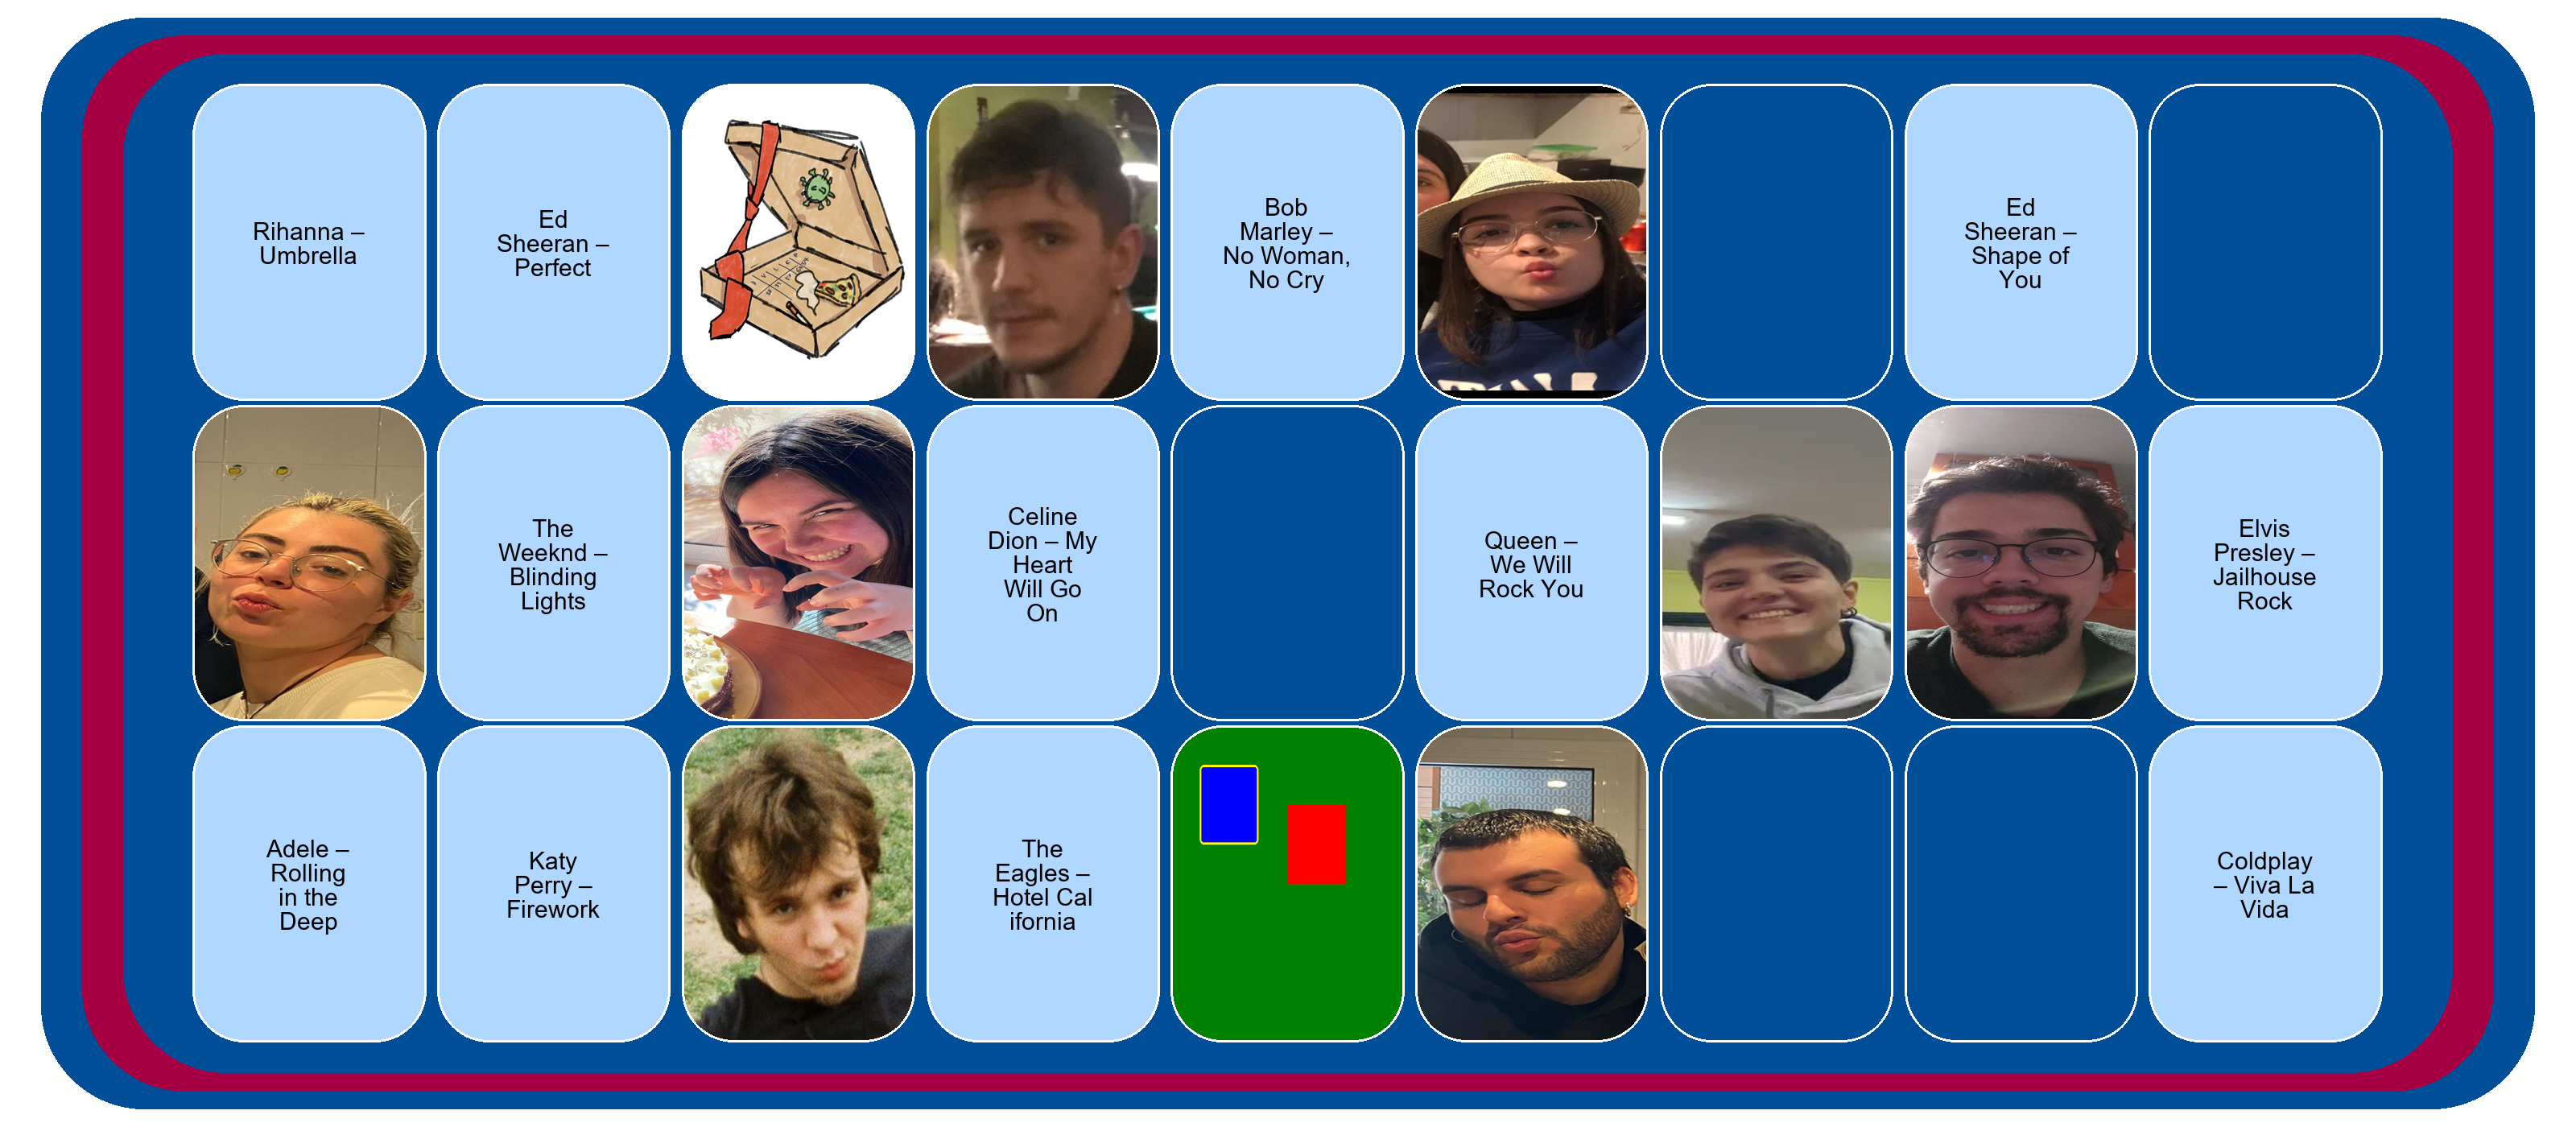 Rihanna –
Umbrella
Ed
Sheeran –
Perfect
Bob
Marley –
No Woman,
No Cry
Ed
Sheeran –
Shape of
You
The
Weeknd –
Blinding
Lights
Celine
Dion – My
Heart
Will Go
On
Queen –
We Will
Rock You
Elvis
Presley –
Jailhouse
Rock
Adele –
Rolling
in the
Deep
Katy
Perry –
Firework
The
Eagles –
Hotel Cal
ifornia
Coldplay
– Viva La
Vida